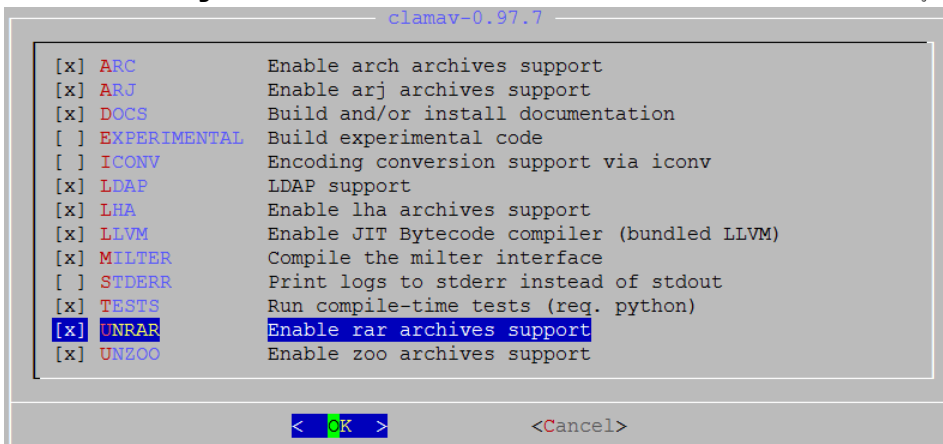 clamav-0.97.7
[x] ARC Enable arch archives support
[x] ARJ Enable arj archives support
[x] DOCS Build and/or install documentation
[ ] EXPERIMENTAL Build experimental code
[ ] ICONV Encoding conversion support via iconv
[x] LDAP LDAP support
[x] LHA Enable lha archives support
[x] LLVM Enable JIT Bytecode compiler (bundled LLVM)
[x] MILTER Compile the milter interface
[ ] STDERR Print logs to stderr instead of stdout
[x] TESTS Run compile-time tests (req. python)
[x] UNRAR Enable rar archives support
[x] UNZOO Enable zoo archives support
< OK > <Cancel>